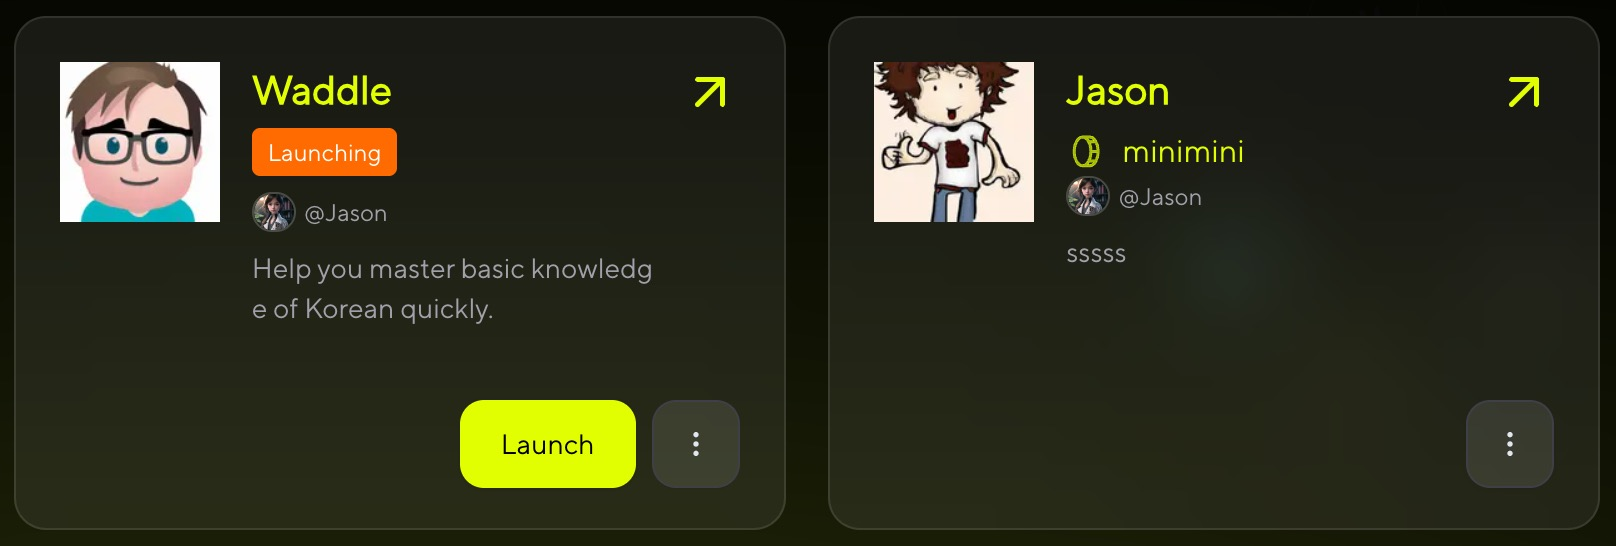 Waddle
Launching
@Jason
Help you master basic knowledg
e of Korean quickly.
Launch
Jason
minimini
@Jason
sssss